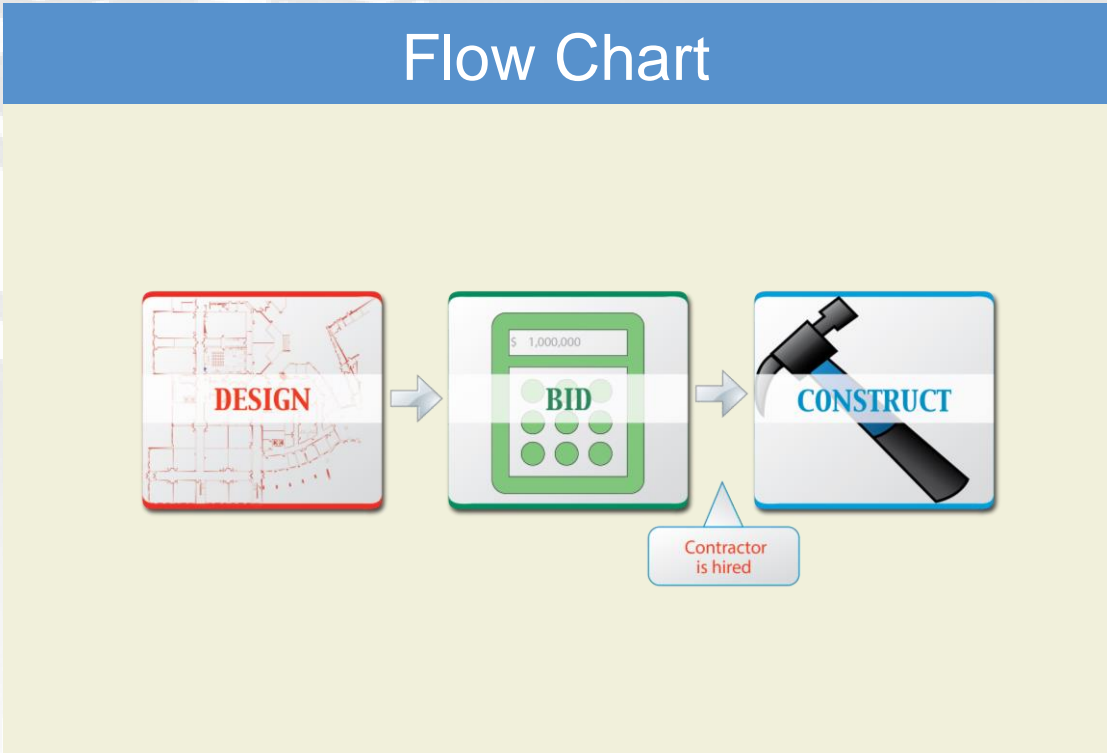 Flow Chart
DESIGN
$ 1,000,000
BID
CONSTRUCT
Contractor
is hired